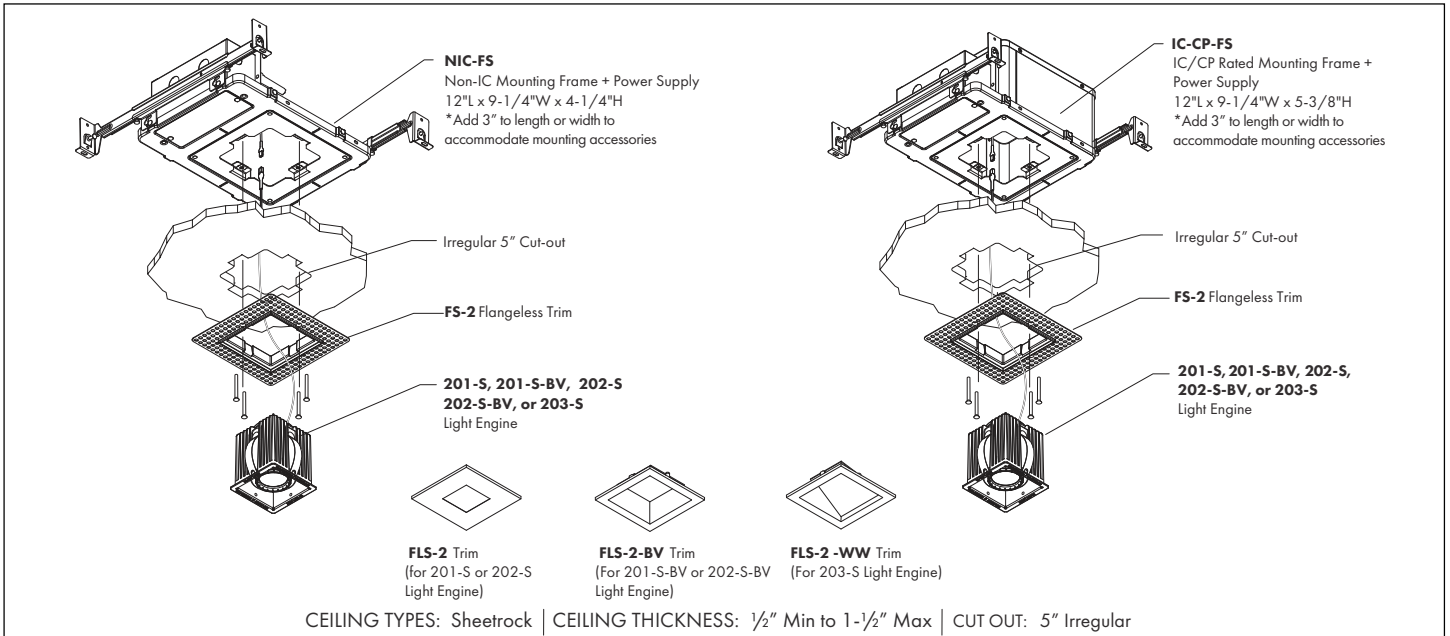 NIC-FS
Non-IC Mounting Frame + Power Supply
12"L x 9-1/4"W x 4-1/4"H
*Add 3” to length or width to
accommodate mounting accessories
Irregular 5” Cut-out
FS-2 Flangeless Trim
201-S, 201-S-BV, 202-S
202-S-BV, or 203-S
Light Engine
IC-CP-FS
IC/CP Rated Mounting Frame +
Power Supply
12"L x 9-1/4"W x 5-3/8"H
*Add 3” to length or width to
accommodate mounting accessories
Irregular 5” Cut-out
FS-2 Flangeless Trim
201-S, 201-S-BV, 202-S,
202-S-BV, or 203-S
Light Engine
FLS-2 Trim
(for 201-S or 202-S
Light Engine)
FLS-2-BV Trim
(For 201-S-BV or 202-S-BV
Light Engine)
FLS-2 -WW Trim
(For 203-S Light Engine)
CEILING TYPES: Sheetrock | CEILING THICKNESS: ½” Min to 1-½” Max | CUT OUT: 5” Irregular